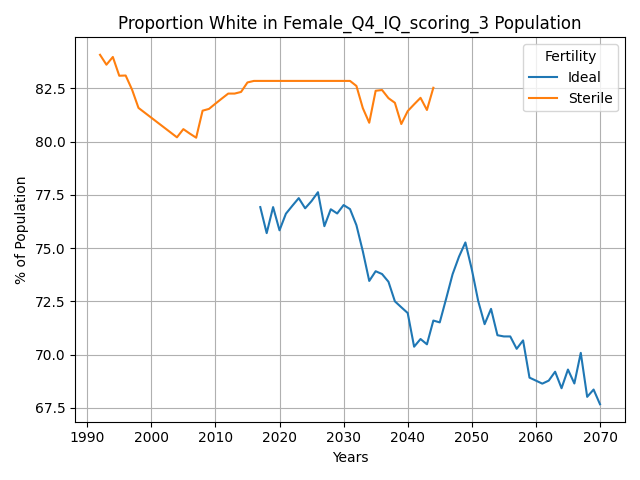 Proportion White in Female_Q4_IQ_scoring_3 Population
Fertility
Ideal
Sterile
% of Population
82.5
80.0
77.5
75.0
72.5
70.0
67.5
1990 2000 2010 2020 2030 2040 2050 2060 2070
Years